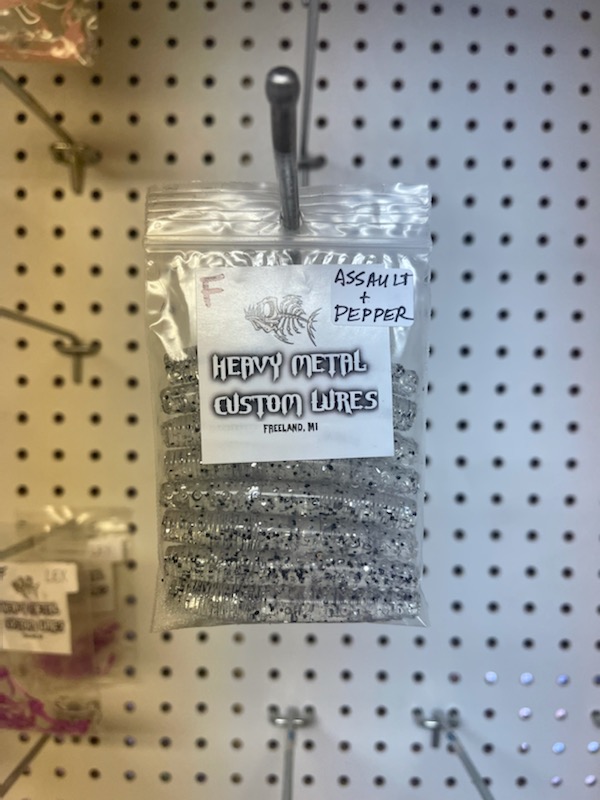 F
ASSAULT
+
PEPPER
HEAVY METAL
CUSTOM LURES
FREELAND, MI